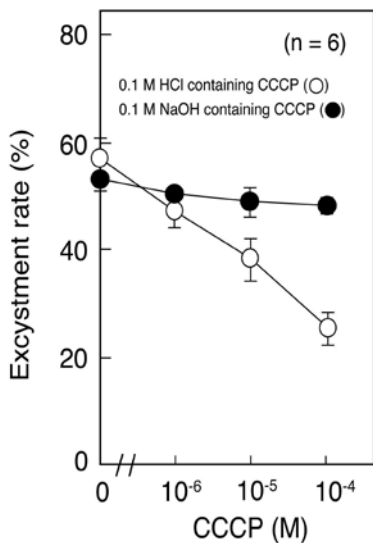 80
(n = 6)
0.1 M HCl containing CCCP (○)
0.1 M NaOH containing CCCP (●)
60
40
20
0
Excystment rate (%)
0 10⁻⁶ 10⁻⁵ 10⁻⁴
CCCP (M)